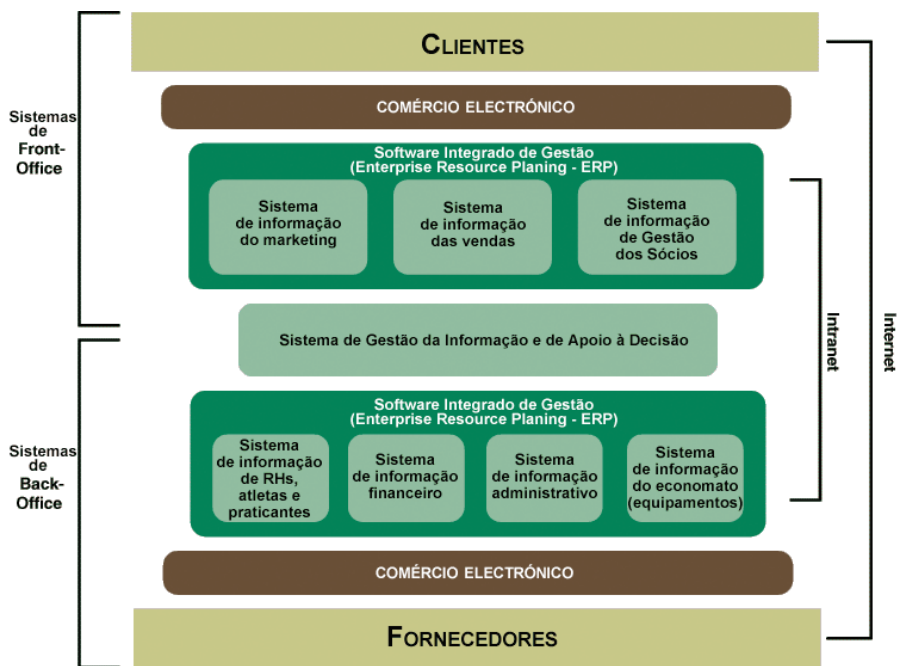 CLIENTES
COMÉRCIO ELECTRÓNICO
Sistemas
de
Front-
Office
Software Integrado de Gestão
(Enterprise Resource Planing - ERP)
Sistema
de informação
do marketing
Sistema
de informação
das vendas
Sistema
de informação
de Gestão
dos Sócios
Sistema de Gestão da Informação e de Apoio à Decisão
Intranet
Internet
Software Integrado de Gestão
(Enterprise Resource Planing - ERP)
Sistemas
de
Back-
Office
Sistema
de informação
de RHs,
atletas e
praticantes
Sistema
de informação
financeiro
Sistema
de informação
administrativo
Sistema
de informação
do economato
(equipamentos)
COMÉRCIO ELECTRÓNICO
FORNECEDORES